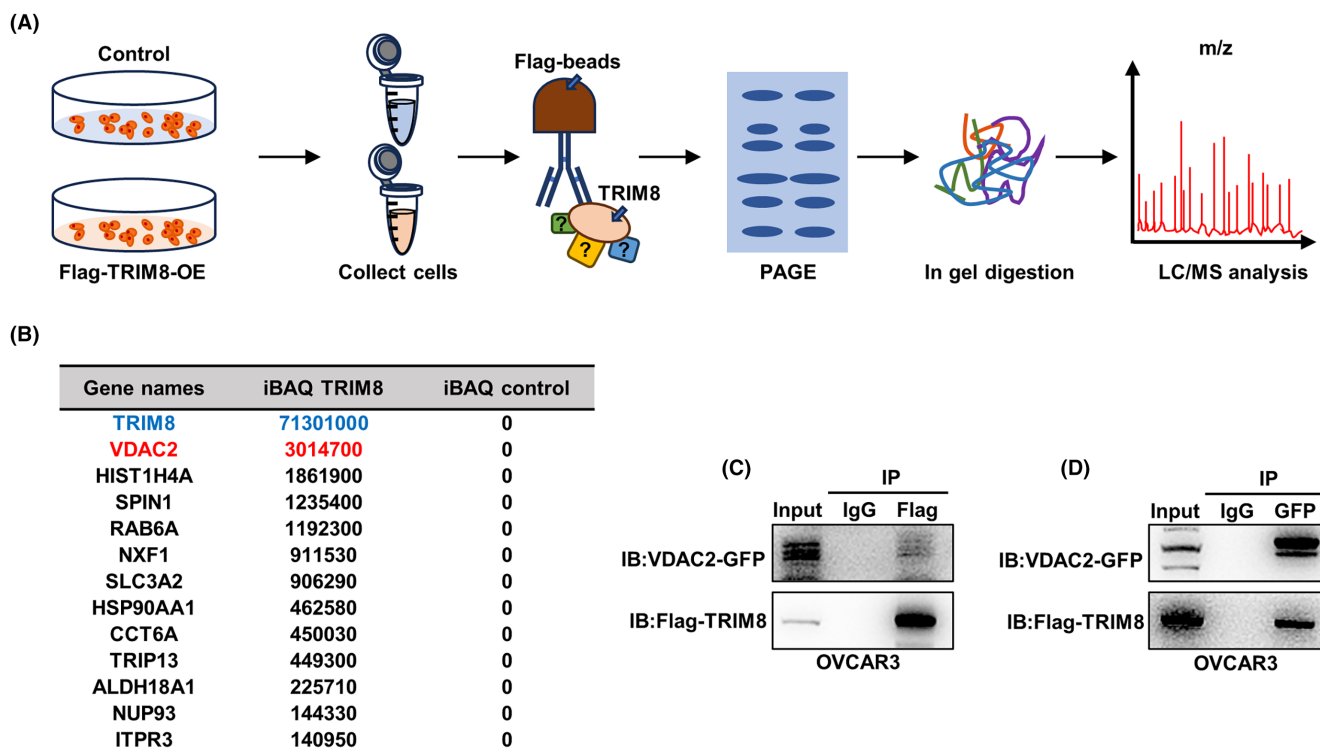 (A)
Control
Flag-TRIM8-OE
Collect cells
Flag-beads
TRIM8
? ? ?
PAGE
In gel digestion
m/z
LC/MS analysis
(B)
Gene names iBAQ TRIM8 iBAQ control
TRIM8 71301000 0
VDAC2 3014700 0
HIST1H4A 1861900 0
SPIN1 1235400 0
RAB6A 1192300 0
NXF1 911530 0
SLC3A2 906290 0
HSP90AA1 462580 0
CCT6A 450030 0
TRIP13 449300 0
ALDH18A1 225710 0
NUP93 144330 0
ITPR3 140950 0
(C)
IP
Input IgG Flag
IB:VDAC2-GFP
IB:Flag-TRIM8
OVCAR3
(D)
IP
Input IgG GFP
IB:VDAC2-GFP
IB:Flag-TRIM8
OVCAR3